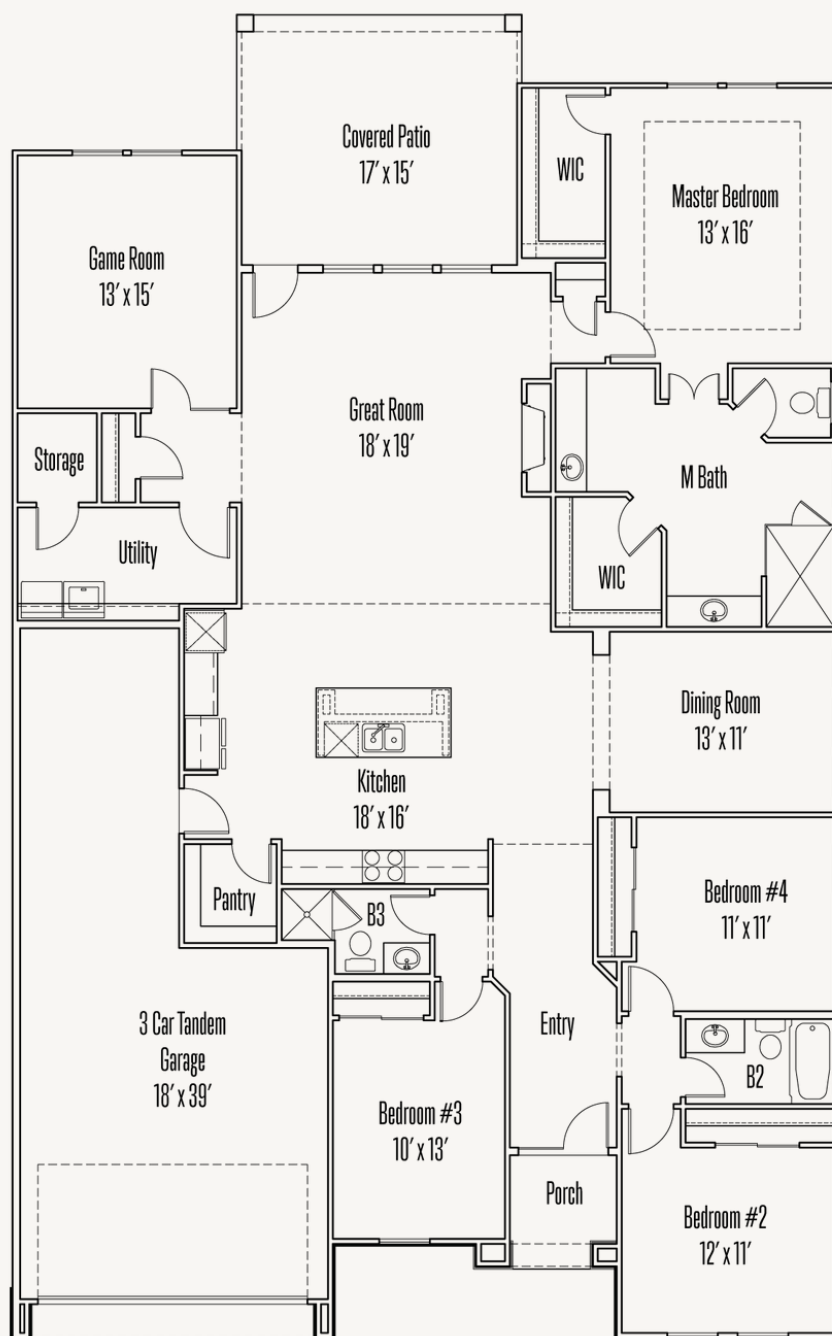 Covered Patio
17' x 15'
WIC
Master Bedroom
13' x 16'
Game Room
13' x 15'
Great Room
18' x 19'
Storage
M Bath
Utility
WIC
Dining Room
13' x 11'
Kitchen
18' x 16'
Pantry
B3
Bedroom #4
11' x 11'
3 Car Tandem
Garage
18' x 39'
Entry
B2
Bedroom #3
10' x 13'
Porch
Bedroom #2
12' x 11'